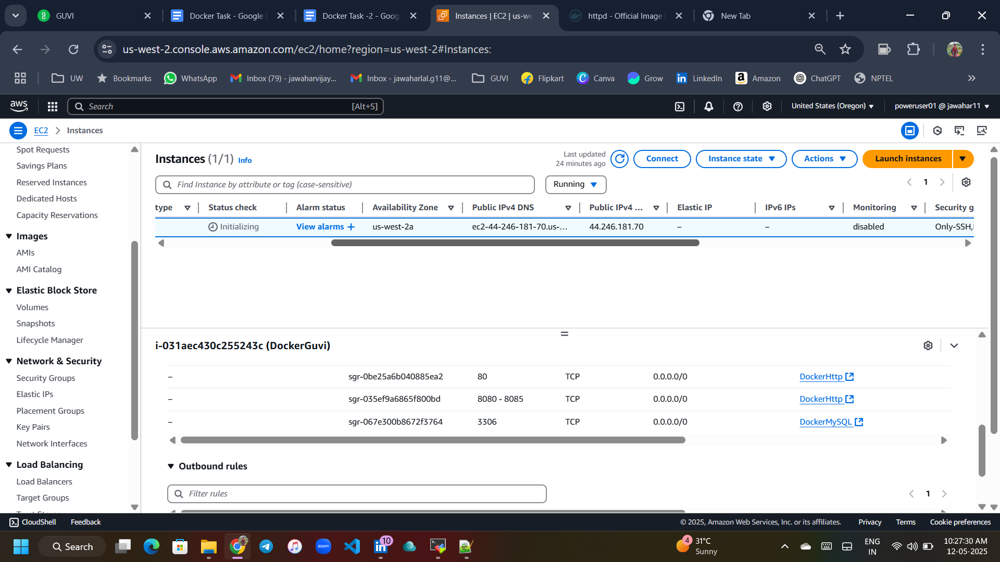 GUVI
Docker Task - Google
Docker Task -2 - Goog
Instances | EC2 | us-we
httpd - Official Image
New Tab
us-west-2.console.aws.amazon.com/ec2/home?region=us-west-2#Instances:
UW
Bookmarks
WhatsApp
Inbox (79) - jawaharvijay...
Inbox - jawaharlal.g11@...
GUVI
Flipkart
Canva
Grow
LinkedIn
Amazon
ChatGPT
NPTEL
aws
Search
[Alt+S]
United States (Oregon)
poweruser01 @ jawahar11
EC2
Instances
Spot Requests
Savings Plans
Reserved Instances
Dedicated Hosts
Capacity Reservations
Images
AMIs
AMI Catalog
Elastic Block Store
Volumes
Snapshots
Lifecycle Manager
Network & Security
Security Groups
Elastic IPs
Placement Groups
Key Pairs
Network Interfaces
Load Balancing
Load Balancers
Target Groups
Instances (1/1) Info
Last updated
24 minutes ago
Connect
Instance state
Actions
Launch instances
Find Instance by attribute or tag (case-sensitive)
Running
1
type
Status check
Alarm status
Availability Zone
Public IPv4 DNS
Public IPv4 ...
Elastic IP
IPv6 IPs
Monitoring
Security g
Initializing
View alarms +
us-west-2a
ec2-44-246-181-70.us-...
44.246.181.70
–
–
disabled
Only-SSH,
i-031aec430c255243c (DockerGuvi)
– sgr-0be25a6b040885ea2 80 TCP 0.0.0.0/0 DockerHttp
– sgr-035ef9a6865f800bd 8080 - 8085 TCP 0.0.0.0/0 DockerHttp
– sgr-067e300b8672f3764 3306 TCP 0.0.0.0/0 DockerMySQL
Outbound rules
Filter rules
1
CloudShell
Feedback
© 2025, Amazon Web Services, Inc. or its affiliates.
Privacy
Terms
Cookie preferences
Search
zoom
10
4
31°C
Sunny
ENG
IN
10:27:30 AM
12-05-2025